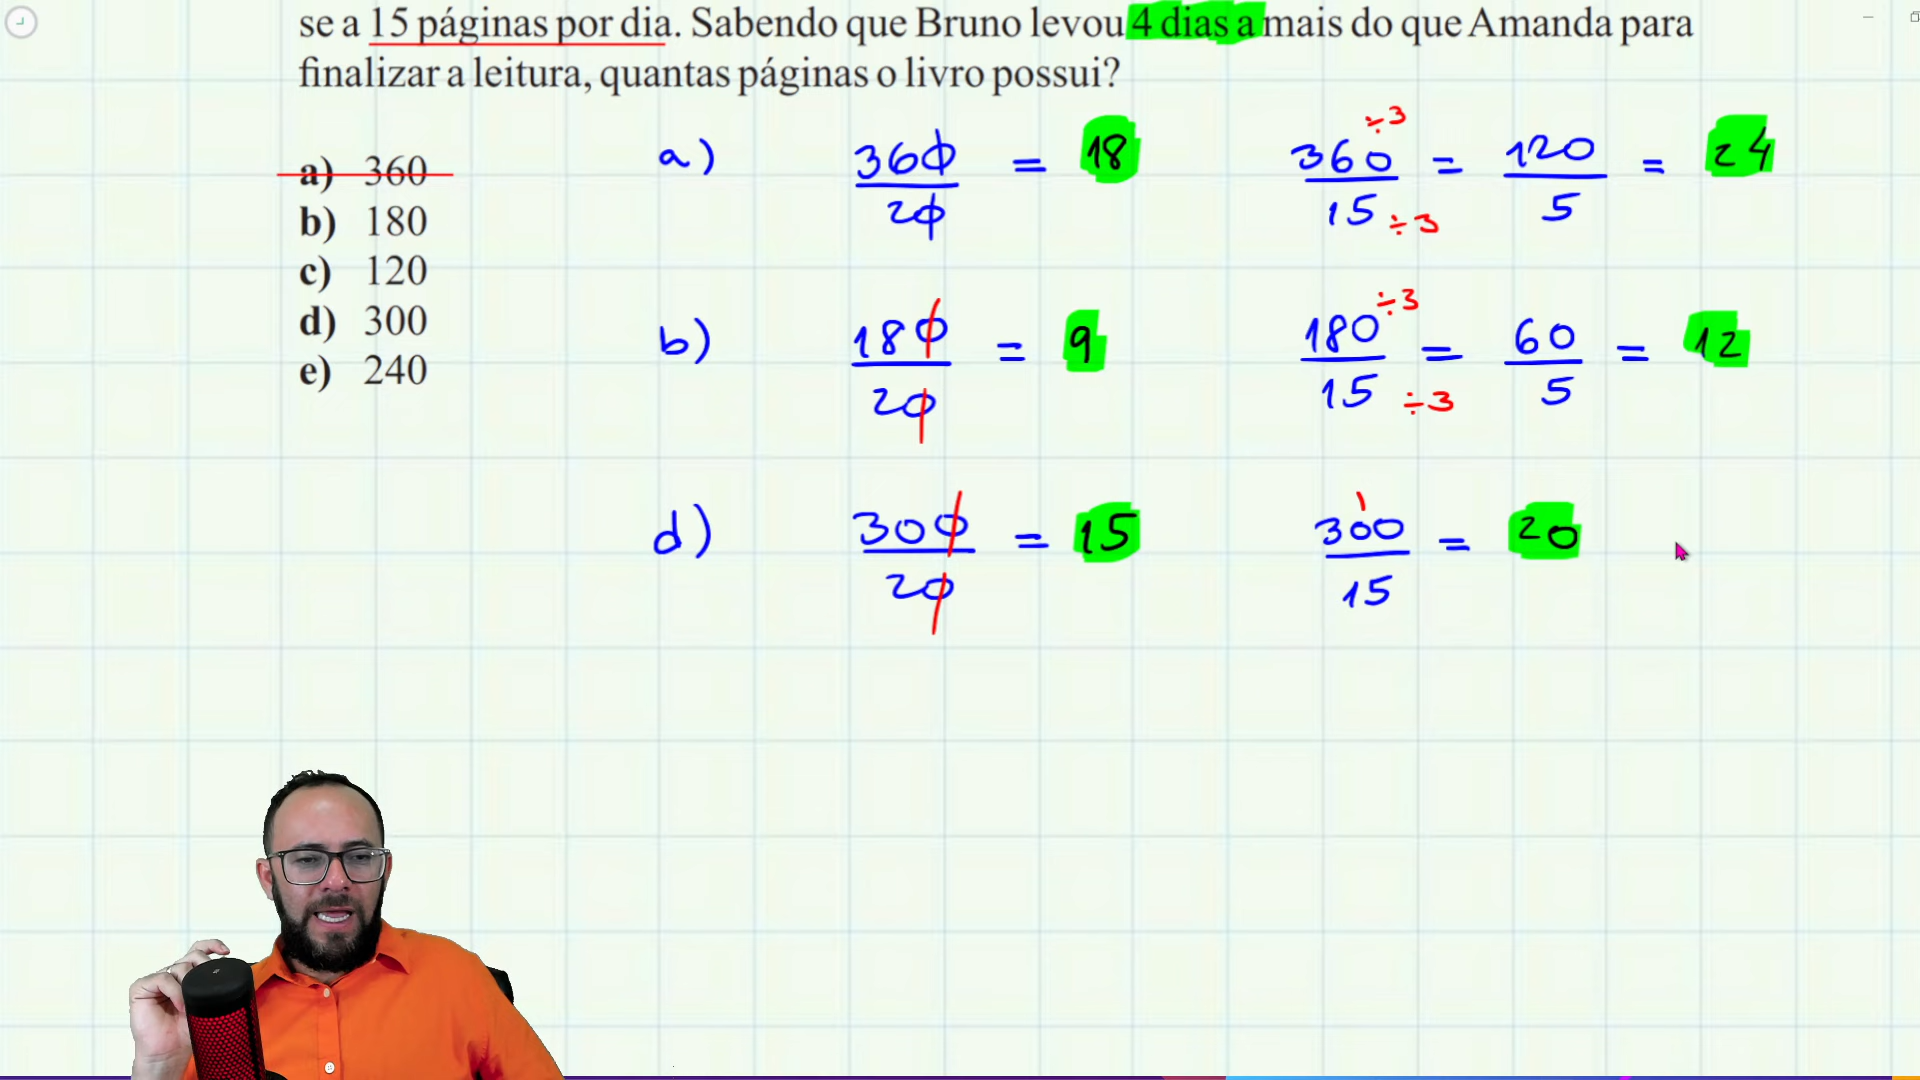 se a 15 páginas por dia. Sabendo que Bruno levou 4 dias a mais do que Amanda para
finalizar a leitura, quantas páginas o livro possui?
a) 360
b) 180
c) 120
d) 300
e) 240
a) 360/20 = 18 360÷3/15÷3 = 120/5 = 24
b) 180/20 = 9 180÷3/15÷3 = 60/5 = 12
d) 300/20 = 15 300/15 = 20